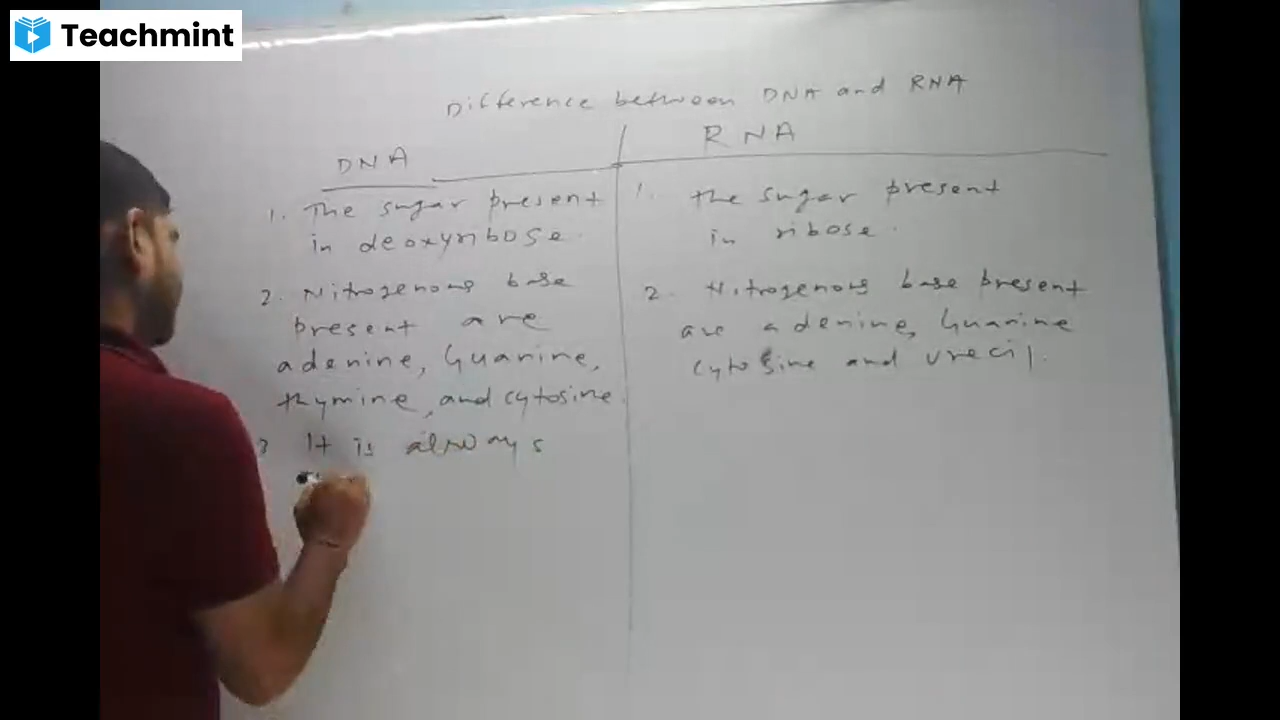 Teachmint
Difference between DNA and RNA
DNA
1. The sugar present
in deoxyribose.
2. Nitrogenous base
present are
adenine, Guanine,
thymine, and cytosine.
3 It is always
RNA
1. the sugar present
in ribose.
2. Nitrogenous base present
are adenine, Guanine
cytosine and Urecil.